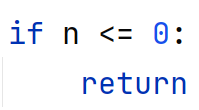 if n <= 0:
    return